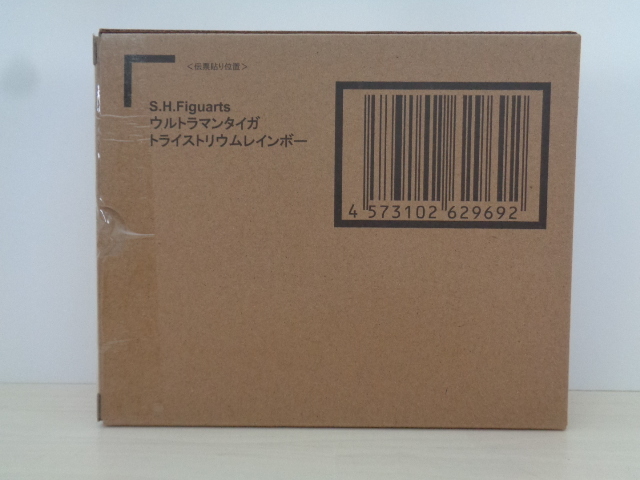 <伝票貼り位置>
S.H.Figuarts
ウルトラマンタイガ
トライストリウムレインボー
4 573102 629692